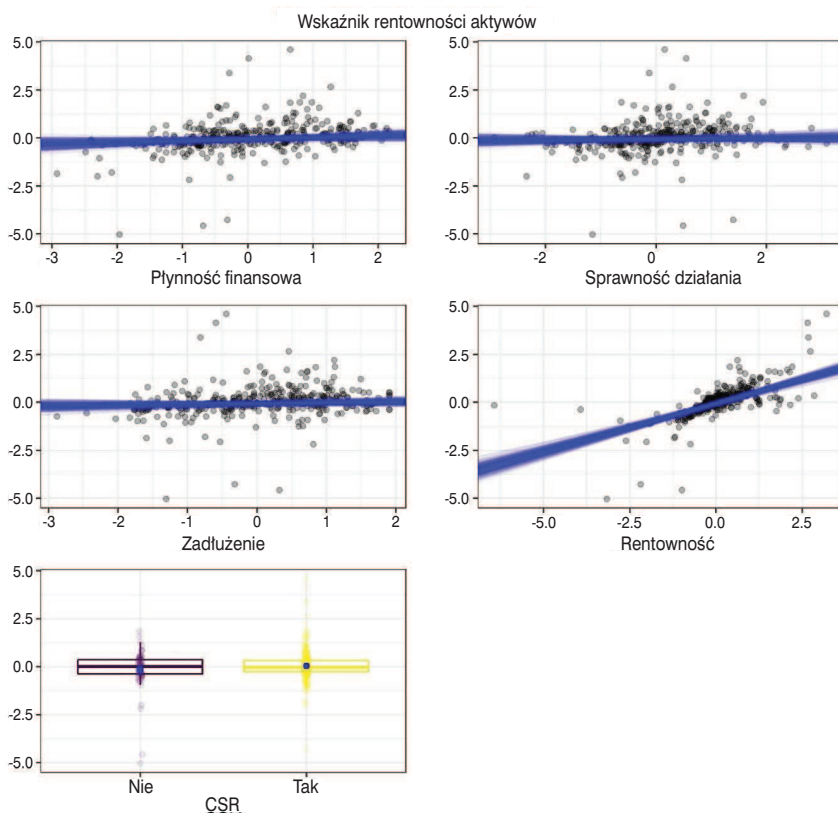 Wskaźnik rentowności aktywów
5.0
2.5
0.0
-2.5
-5.0
-3 -2 -1 0 1 2
Płynność finansowa
5.0
2.5
0.0
-2.5
-5.0
-2 0 2
Sprawność działania
5.0
2.5
0.0
-2.5
-5.0
-3 -2 -1 0 1 2
Zadłużenie
5.0
2.5
0.0
-2.5
-5.0
-5.0 -2.5 0.0 2.5
Rentowność
5.0
2.5
0.0
-2.5
-5.0
Nie Tak
CSR